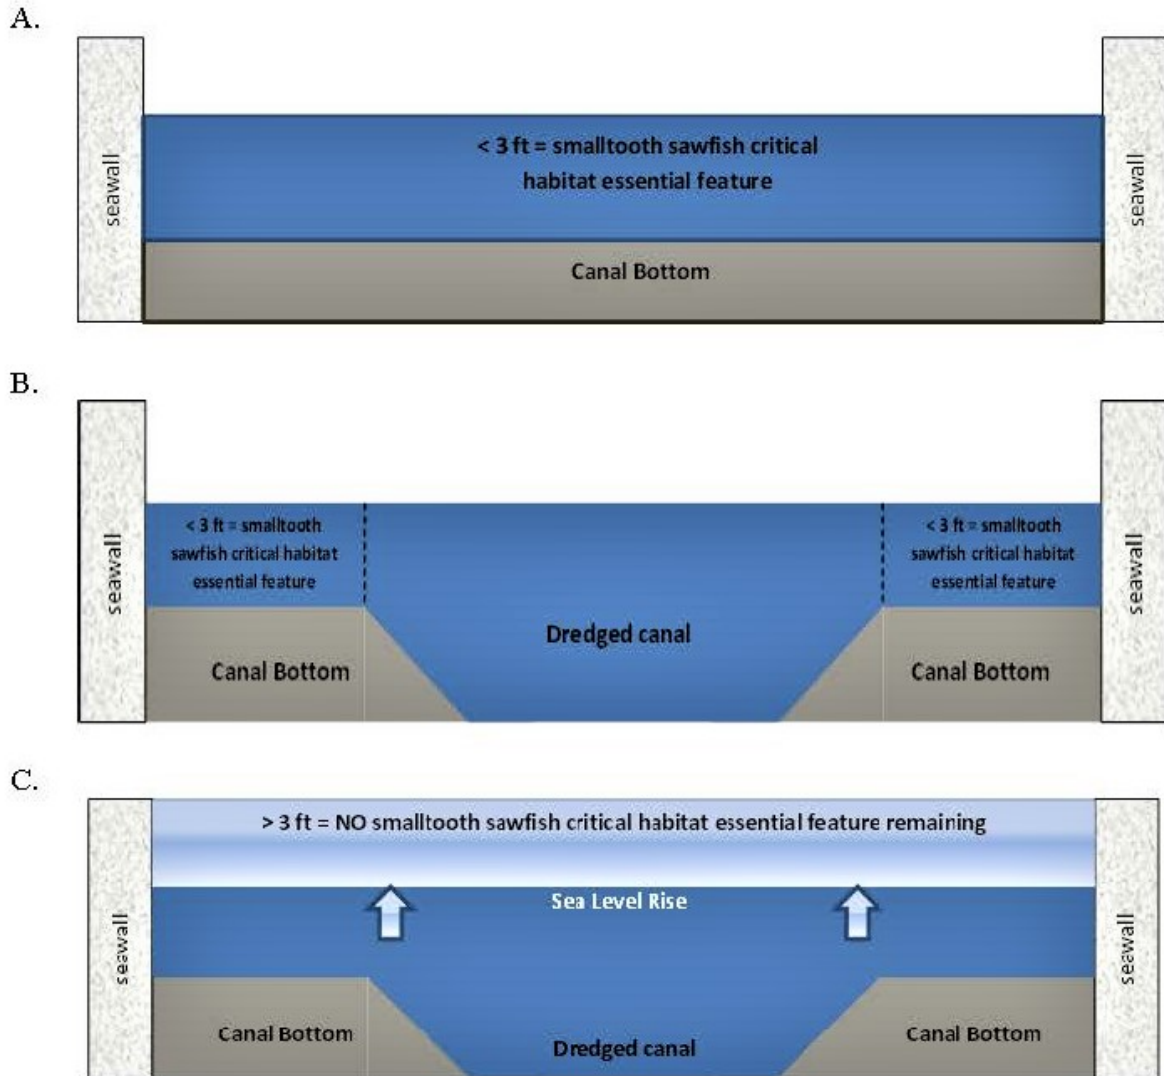 A.
seawall
< 3 ft = smalltooth sawfish critical
habitat essential feature
seawall
Canal Bottom
B.
seawall
< 3 ft = smalltooth
sawfish critical habitat
essential feature
< 3 ft = smalltooth
sawfish critical habitat
essential feature
seawall
Dredged canal
Canal Bottom
Canal Bottom
C.
> 3 ft = NO smalltooth sawfish critical habitat essential feature remaining
Sea Level Rise
seawall
seawall
Canal Bottom
Canal Bottom
Dredged canal